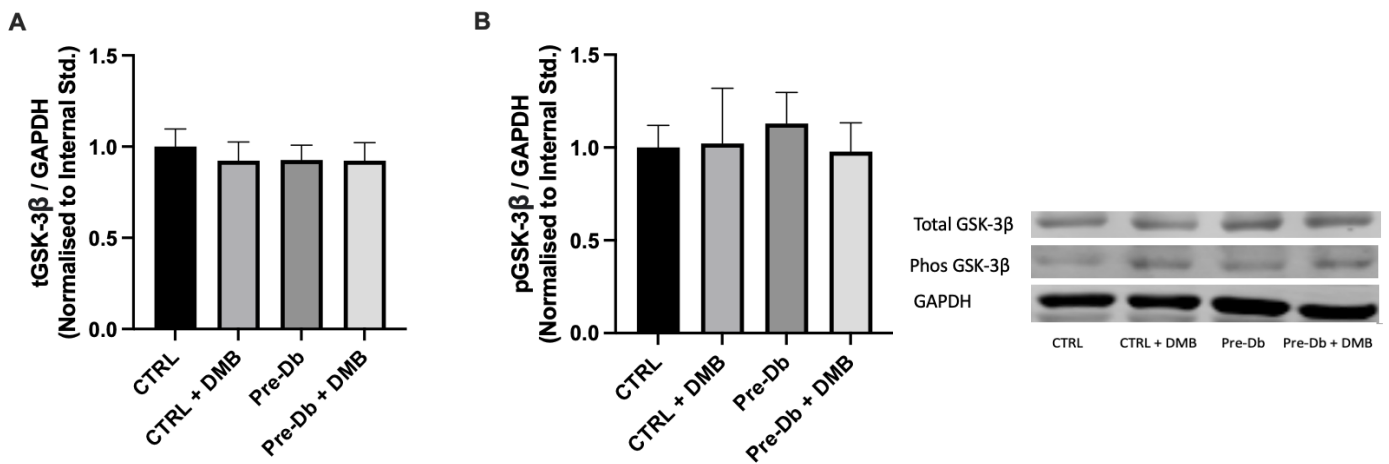 A
tGSK-3β / GAPDH
(Normalised to Internal Std.)
1.5
1.0
0.5
0.0
CTRL
CTRL + DMB
Pre-Db
Pre-Db + DMB
B
pGSK-3β / GAPDH
(Normalised to Internal Std.)
1.5
1.0
0.5
0.0
CTRL
CTRL + DMB
Pre-Db
Pre-Db + DMB
Total GSK-3β
Phos GSK-3β
GAPDH
CTRL CTRL + DMB Pre-Db Pre-Db + DMB